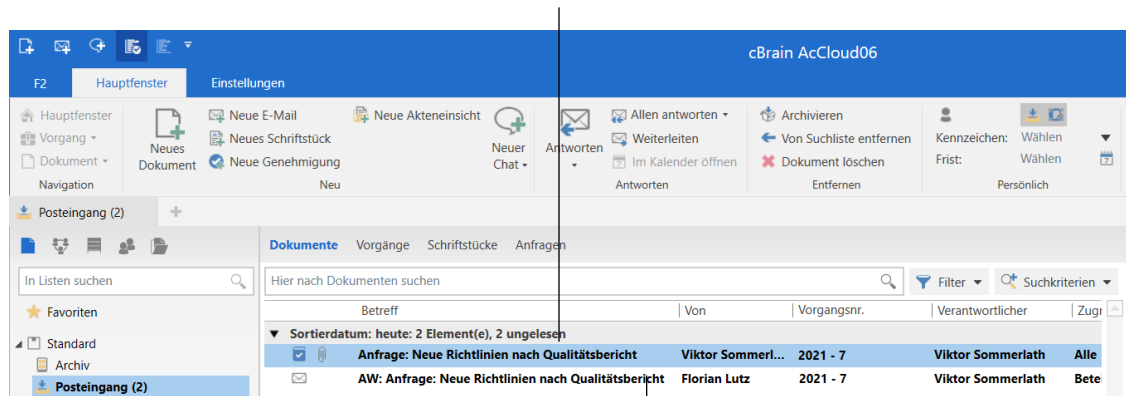 cBrain AcCloud06
F2 Hauptfenster Einstellungen
Hauptfenster
Vorgang
Dokument
Navigation
Neues
Dokument
Neue E-Mail
Neues Schriftstück
Neue Genehmigung
Neue Akteneinsicht
Neuer
Chat
Neu
Antworten
Allen antworten
Weiterleiten
Im Kalender öffnen
Antworten
Archivieren
Von Suchliste entfernen
Dokument löschen
Entfernen
Kennzeichen: Wählen
Frist: Wählen
Persönlich
Posteingang (2)
Dokumente Vorgänge Schriftstücke Anfragen
In Listen suchen
Hier nach Dokumenten suchen
Filter
Suchkriterien
Favoriten
Standard
Archiv
Posteingang (2)
Betreff Von Vorgangsnr. Verantwortlicher Zugr
Sortierdatum: heute: 2 Element(e), 2 ungelesen
Anfrage: Neue Richtlinien nach Qualitätsbericht Viktor Sommerl... 2021 - 7 Viktor Sommerlath Alle
AW: Anfrage: Neue Richtlinien nach Qualitätsbericht Florian Lutz 2021 - 7 Viktor Sommerlath Bete